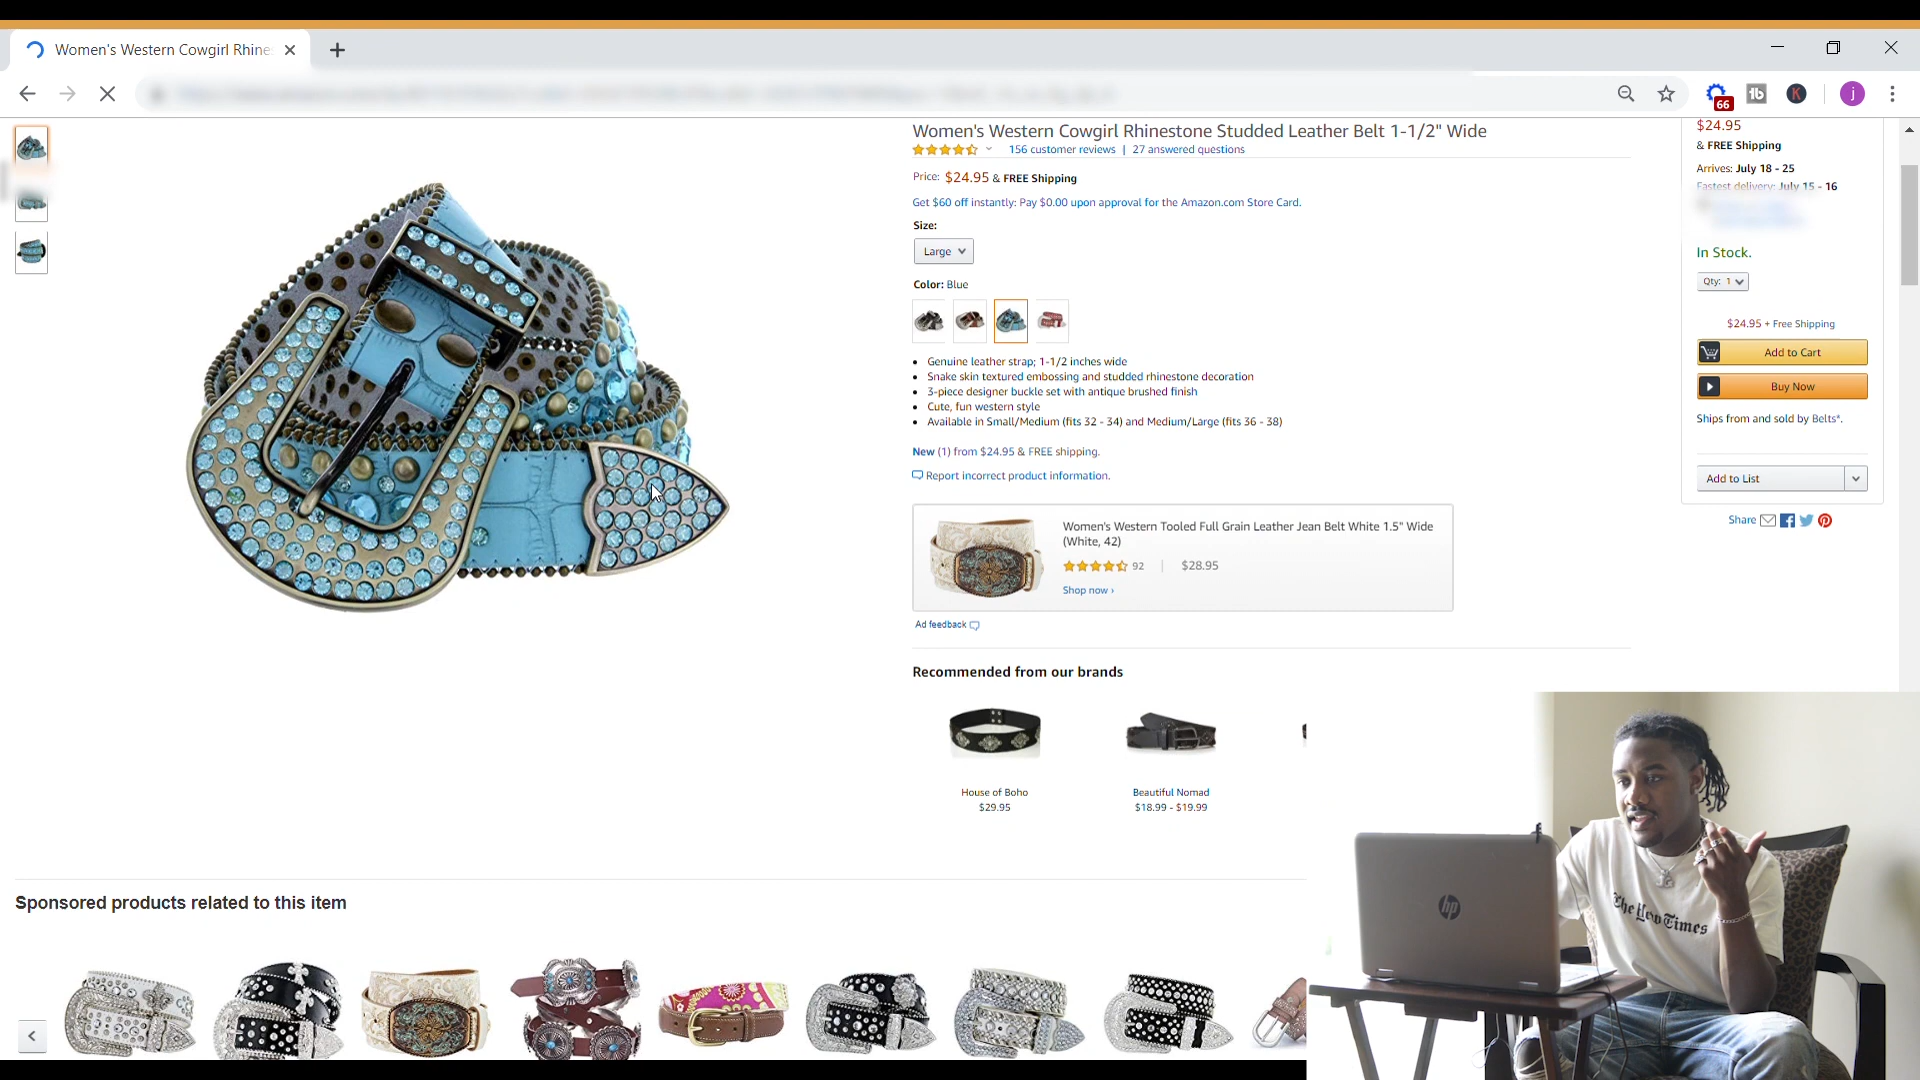 Women's Western Cowgirl Rhine
66
j
Women's Western Cowgirl Rhinestone Studded Leather Belt 1-1/2" Wide
156 customer reviews | 27 answered questions
Price: $24.95 & FREE Shipping
Get $60 off instantly: Pay $0.00 upon approval for the Amazon.com Store Card.
Size:
Large
Color: Blue
Genuine leather strap; 1-1/2 inches wide
Snake skin textured embossing and studded rhinestone decoration
3-piece designer buckle set with antique brushed finish
Cute, fun western style
Available in Small/Medium (fits 32 - 34) and Medium/Large (fits 36 - 38)
New (1) from $24.95 & FREE shipping.
Report incorrect product information.
Women's Western Tooled Full Grain Leather Jean Belt White 1.5" Wide
(White, 42)
92 | $28.95
Shop now ›
Ad feedback
Recommended from our brands
House of Boho
$29.95
Beautiful Nomad
$18.99 - $19.99
$24.95
& FREE Shipping
Arrives: July 18 - 25
Fastest delivery: July 15 - 16
In Stock.
Qty: 1
$24.95 + Free Shipping
Add to Cart
Buy Now
Ships from and sold by Belts*.
Add to List
Share
Sponsored products related to this item
hp
The New Times